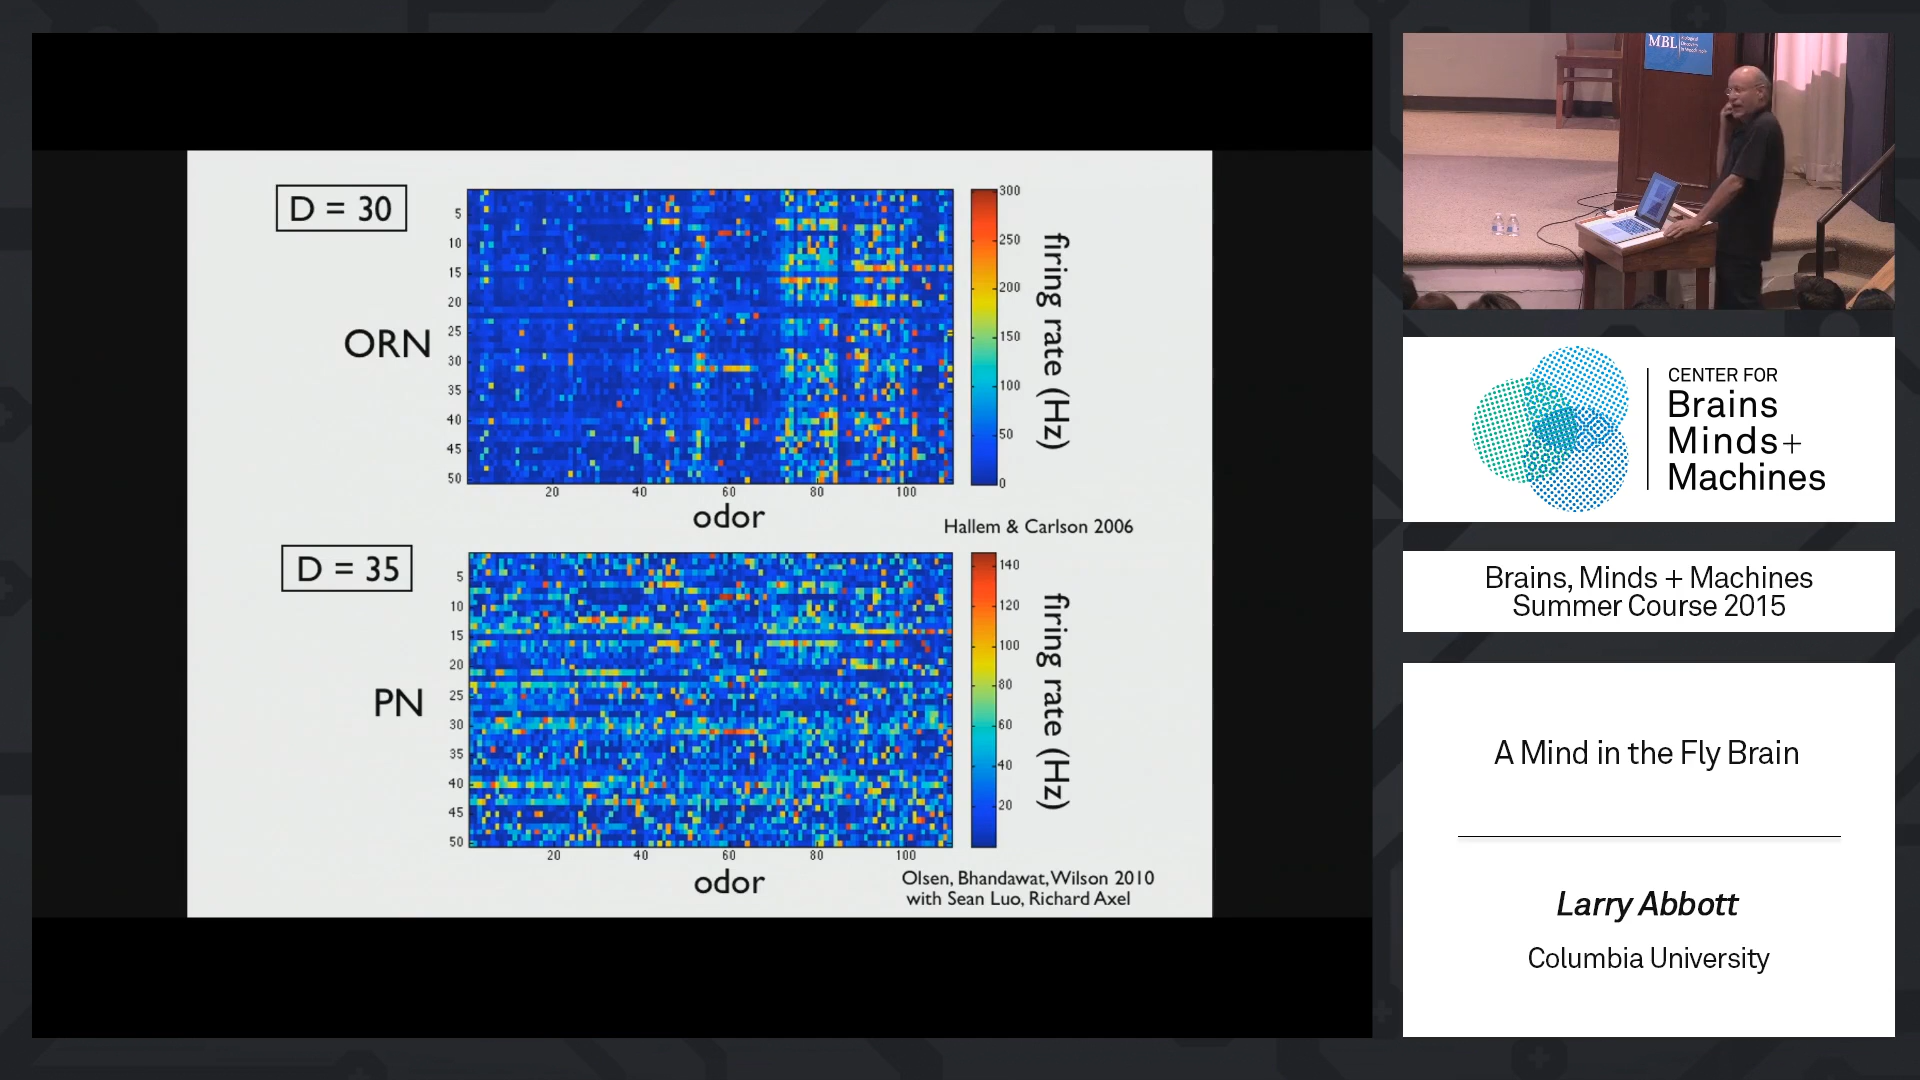 D = 30
ORN
5
10
15
20
25
30
35
40
45
50
20
40
60
80
100
odor
300
250
200
150
100
50
0
firing rate (Hz)
Hallem & Carlson 2006
D = 35
PN
5
10
15
20
25
30
35
40
45
50
20
40
60
80
100
odor
140
120
100
80
60
40
20
firing rate (Hz)
Olsen, Bhandawat, Wilson 2010
with Sean Luo, Richard Axel
MBL
CENTER FOR
Brains
Minds+
Machines
Brains, Minds + Machines
Summer Course 2015
A Mind in the Fly Brain
Larry Abbott
Columbia University